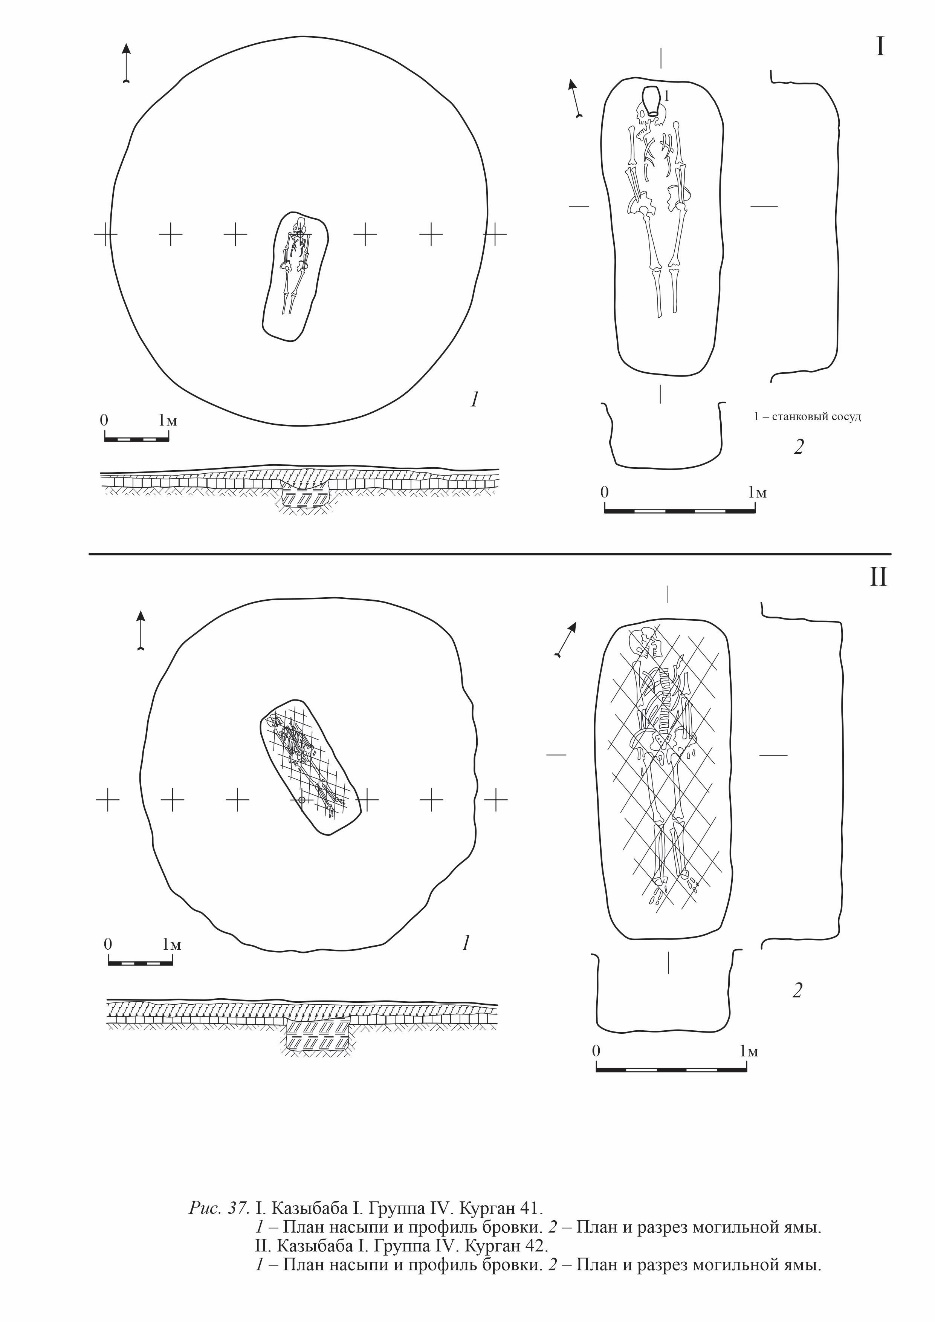 I
1
1
0 1м
1 – станковый сосуд
2
0 1м
II
1
0 1м
2
0 1м
Рис. 37. I. Казыбаба I. Группа IV. Курган 41.
1 – План насыпи и профиль бровки. 2 – План и разрез могильной ямы.
II. Казыбаба I. Группа IV. Курган 42.
1 – План насыпи и профиль бровки. 2 – План и разрез могильной ямы.